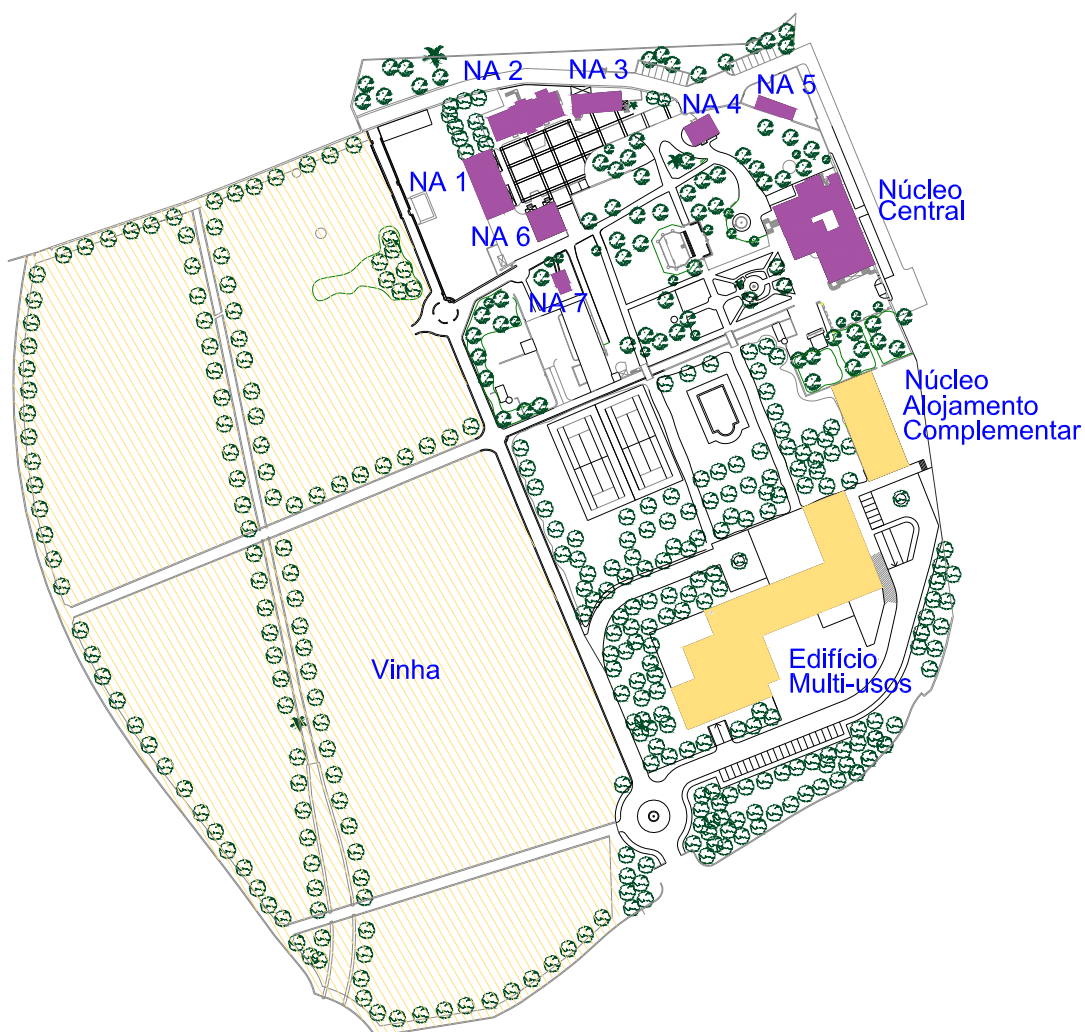 NA 2
NA 3
NA 5
NA 4
NA 1
Núcleo
Central
NA 6
NA 7
Núcleo
Alojamento
Complementar
Vinha
Edifício
Multi-usos